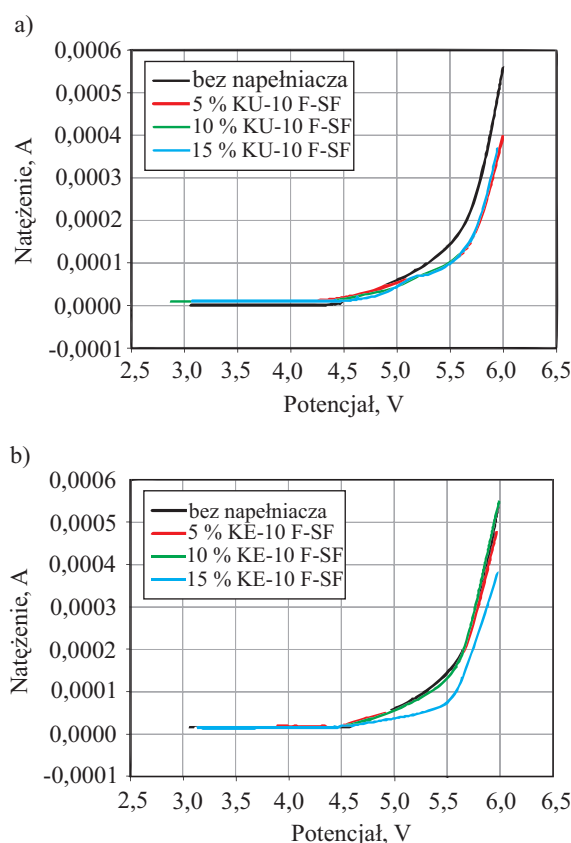 a)
0,0006
0,0005
0,0004
0,0003
0,0002
0,0001
0,0000
-0,0001
Natężenie, A
bez napełniacza
5 % KU-10 F-SF
10 % KU-10 F-SF
15 % KU-10 F-SF
2,5 3,0 3,5 4,0 4,5 5,0 5,5 6,0 6,5
Potencjał, V
b)
0,0006
0,0005
0,0004
0,0003
0,0002
0,0001
0,0000
-0,0001
Natężenie, A
bez napełniacza
5 % KE-10 F-SF
10 % KE-10 F-SF
15 % KE-10 F-SF
2,5 3,0 3,5 4,0 4,5 5,0 5,5 6,0 6,5
Potencjał, V